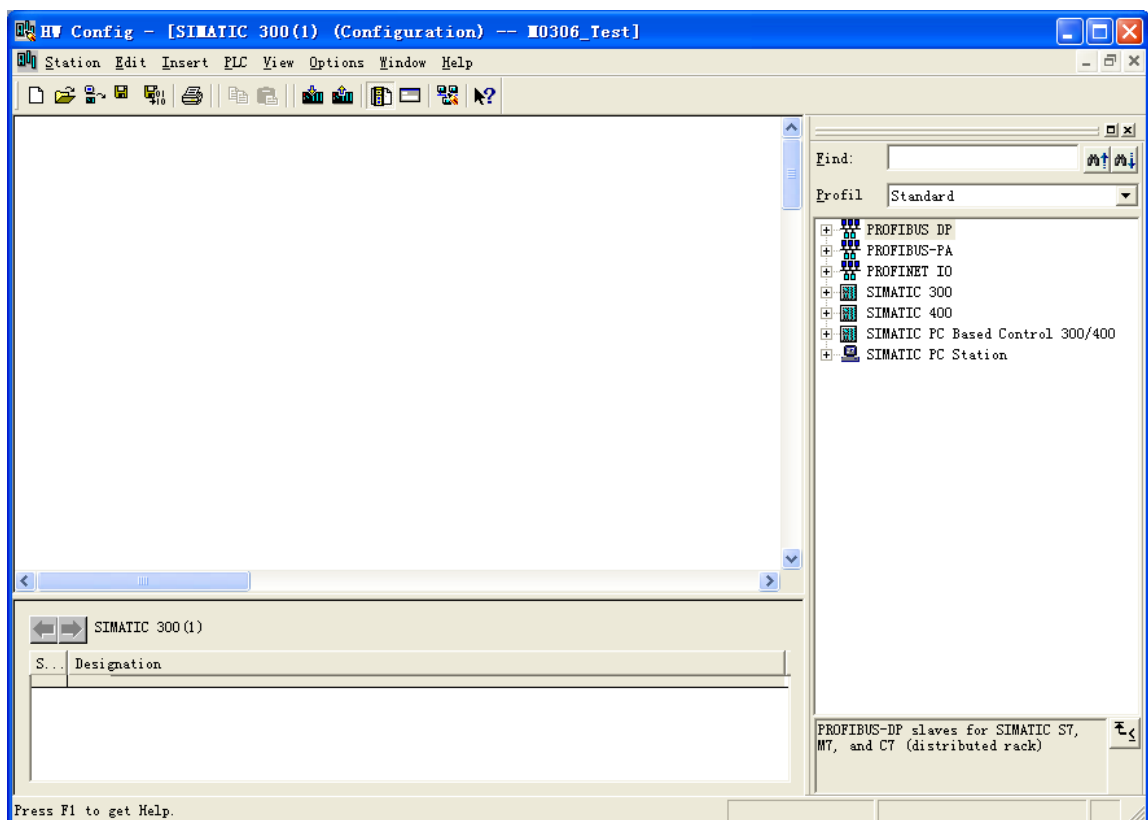 HW Config - [SIMATIC 300(1) (Configuration) -- M0306_Test]
Station Edit Insert PLC View Options Window Help
Find:
Profil Standard
PROFIBUS DP
PROFIBUS-PA
PROFINET IO
SIMATIC 300
SIMATIC 400
SIMATIC PC Based Control 300/400
SIMATIC PC Station
SIMATIC 300(1)
S... Designation
PROFIBUS-DP slaves for SIMATIC S7,
M7, and C7 (distributed rack)
Press F1 to get Help.